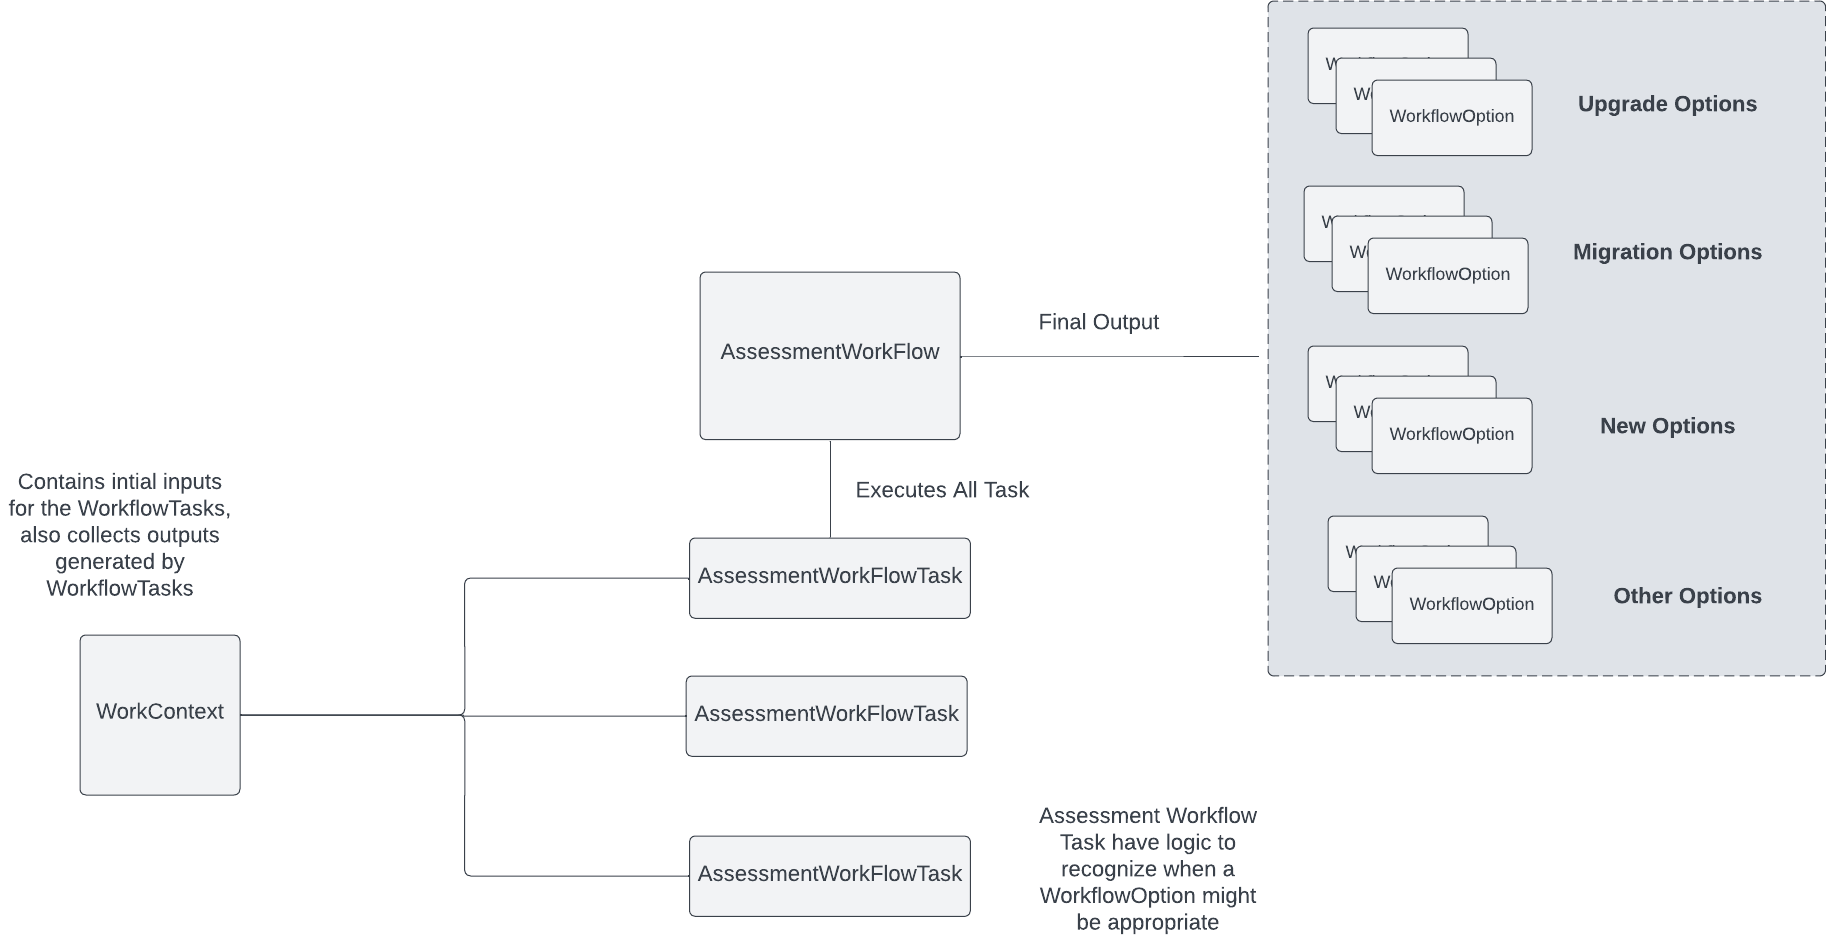 WorkflowOption
Upgrade Options
WorkflowOption
Migration Options
AssessmentWorkFlow
Final Output
WorkflowOption
New Options
Contains intial inputs
for the WorkflowTasks,
also collects outputs
generated by
WorkflowTasks
Executes All Task
AssessmentWorkFlowTask
WorkflowOption
Other Options
WorkContext
AssessmentWorkFlowTask
AssessmentWorkFlowTask
Assessment Workflow
Task have logic to
recognize when a
WorkflowOption might
be appropriate